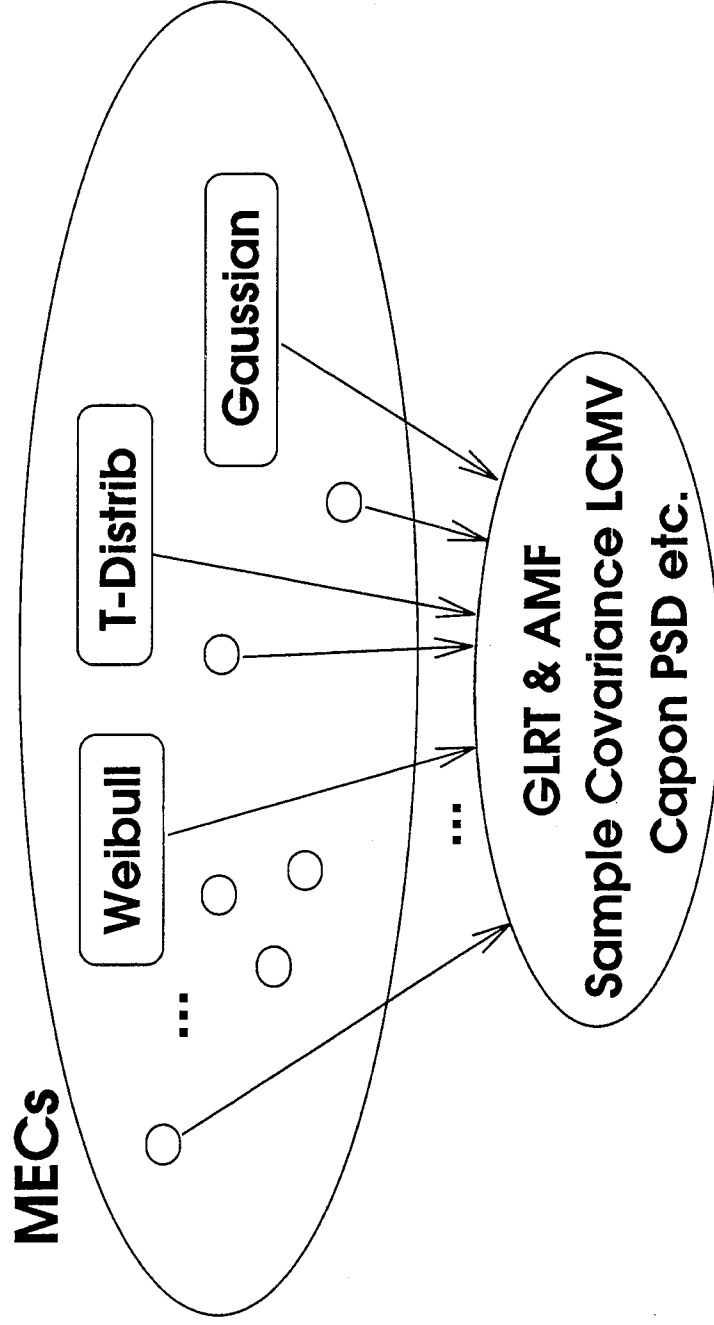 MECs
Weibull
T-Distrib
Gaussian
...
...
GLRT & AMF
Sample Covariance LCMV
Capon PSD etc.